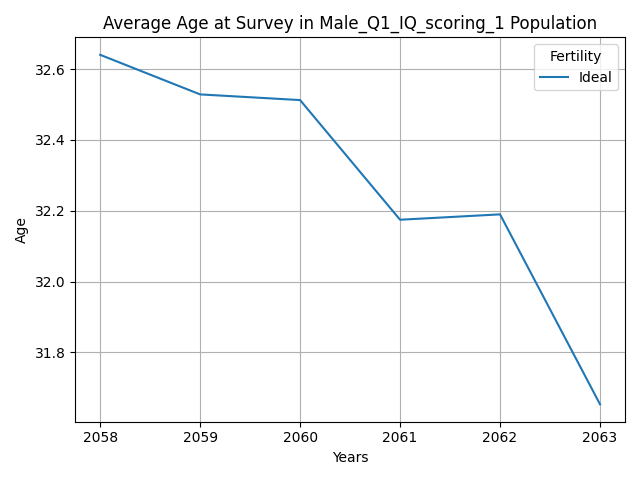 Average Age at Survey in Male_Q1_IQ_scoring_1 Population
Fertility
Ideal
Age
32.6
32.4
32.2
32.0
31.8
2058 2059 2060 2061 2062 2063
Years